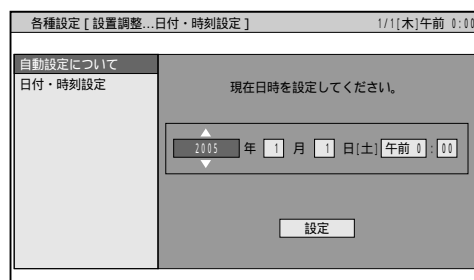 各種設定 [ 設置調整...日付・時刻設定 ] 1/1[木]午前 0:00
自動設定について
日付・時刻設定
現在日時を設定してください。
2005 年 1 月 1 日[土] 午前 0 : 00
設定